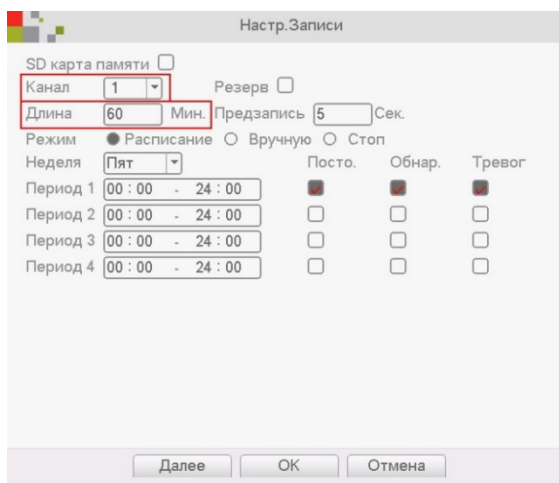 Настр.Записи
SD карта памяти
Канал 1 Резерв
Длина 60 Мин. Предзапись 5 Сек.
Режим Расписание Вручную Стоп
Неделя Пят Посто. Обнар. Тревог
Период 1 00 : 00 - 24 : 00
Период 2 00 : 00 - 24 : 00
Период 3 00 : 00 - 24 : 00
Период 4 00 : 00 - 24 : 00
Далее OK Отмена